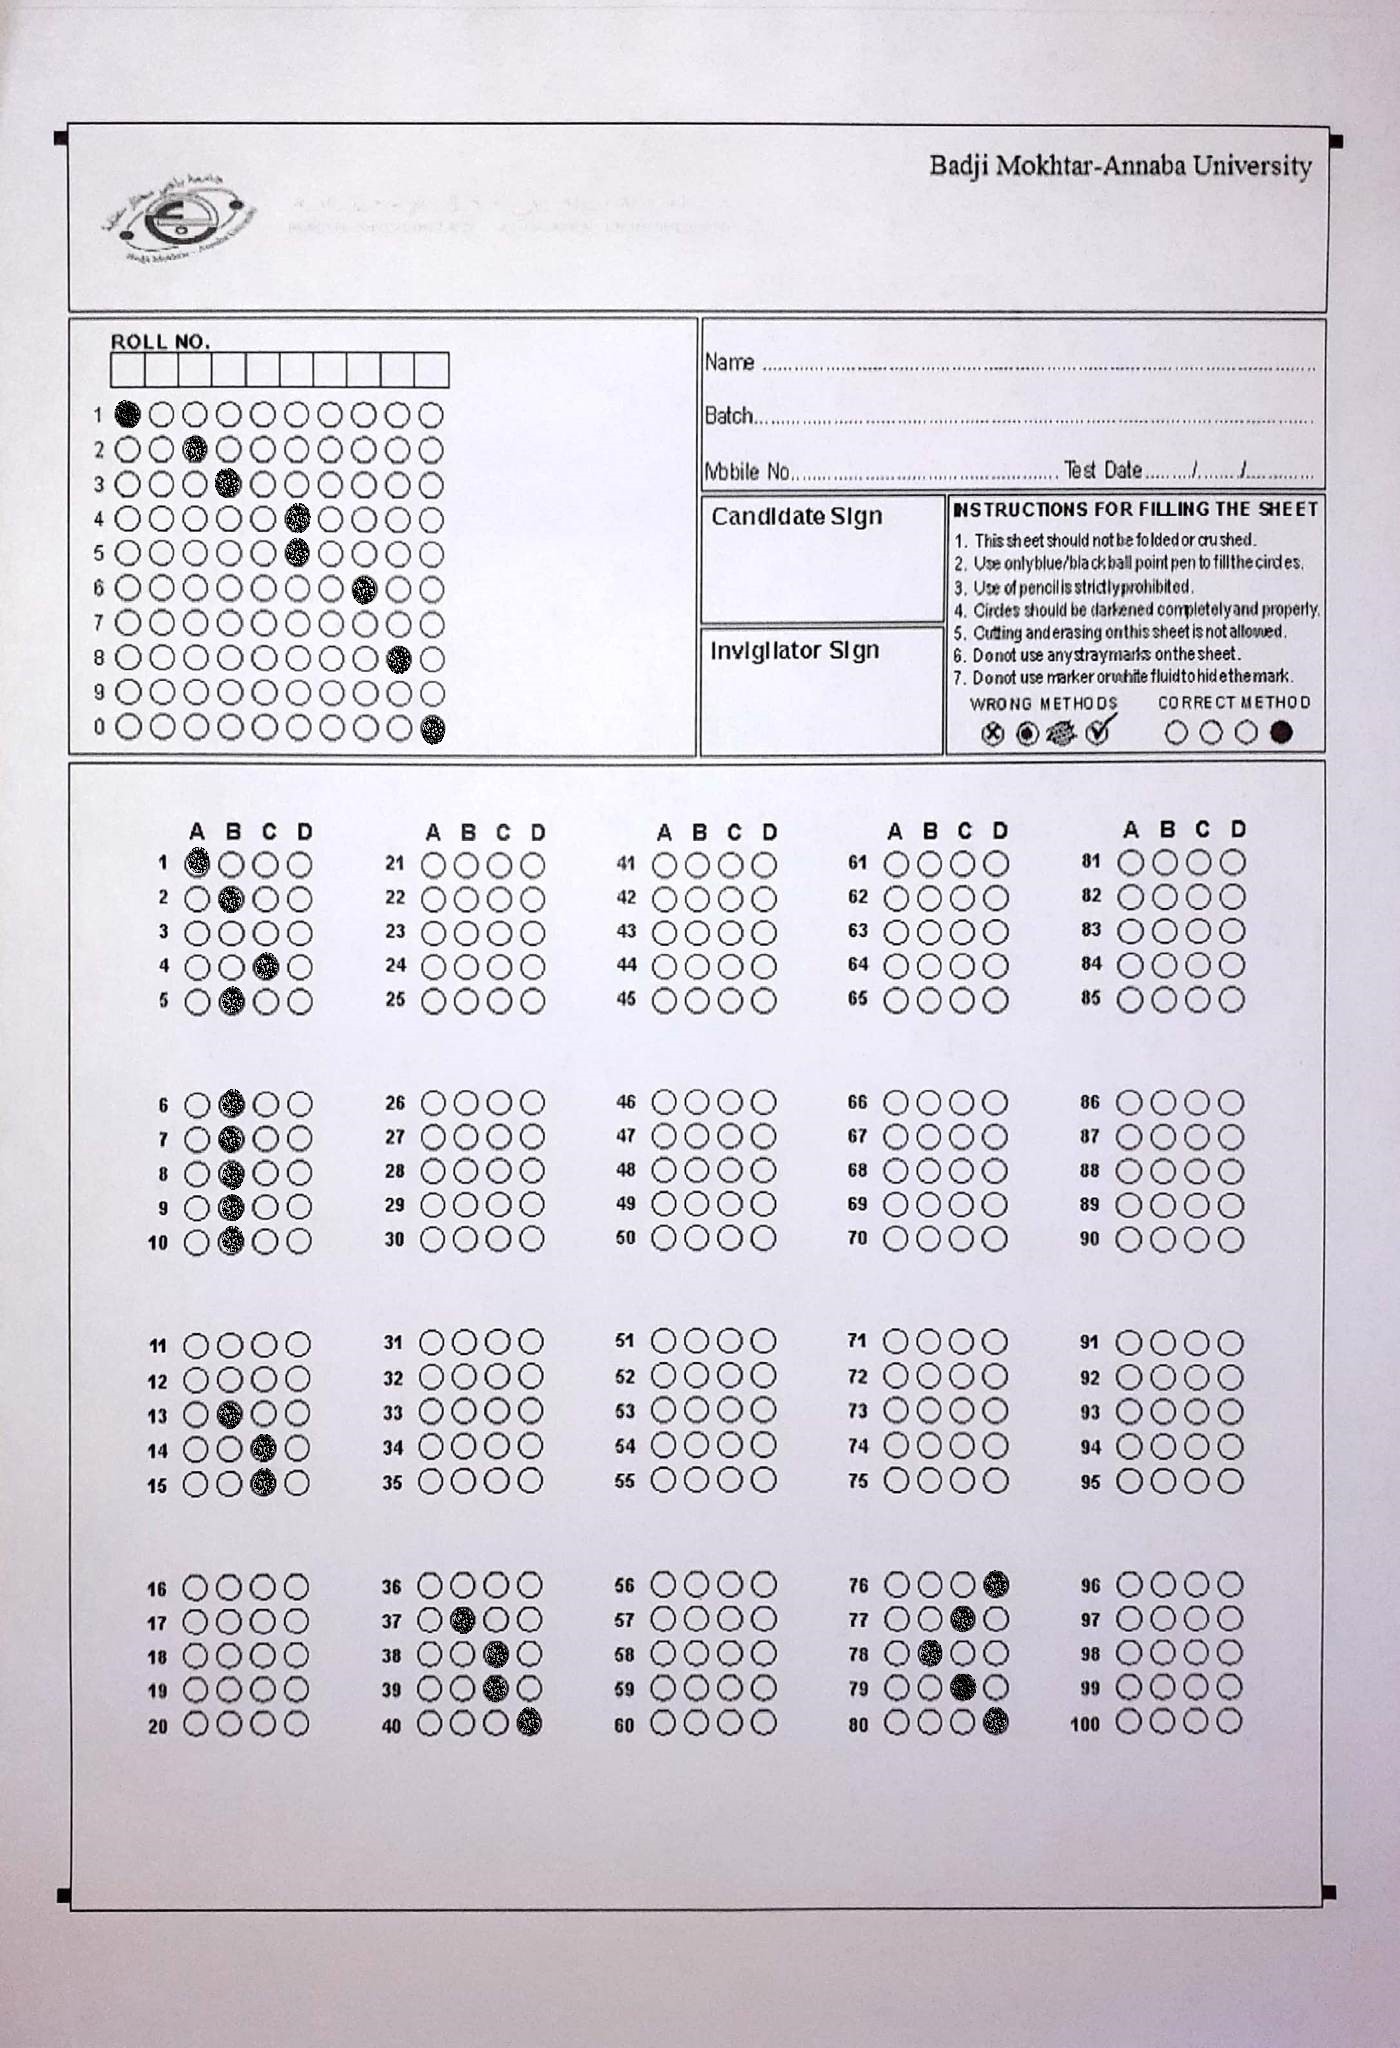 Badji Mokhtar-Annaba University
Badji Mokhtar - Annaba University
ROLL NO.
1
2
3
4
5
6
7
8
9
0
Name
Batch
Mobile No. Test Date / /
Candidate Sign
Invigilator Sign
INSTRUCTIONS FOR FILLING THE SHEET
1. This sheet should not be folded or crushed.
2. Use only blue/black ball point pen to fill the circles.
3. Use of pencil is strictly prohibited.
4. Circles should be darkened completely and properly.
5. Cutting and erasing on this sheet is not allowed.
6. Do not use any stray marks on the sheet.
7. Do not use marker or white fluid to hide the mark.
WRONG METHODS CORRECT METHOD
A B C D A B C D A B C D A B C D A B C D
1 21 41 61 81
2 22 42 62 82
3 23 43 63 83
4 24 44 64 84
5 25 45 65 85
6 26 46 66 86
7 27 47 67 87
8 28 48 68 88
9 29 49 69 89
10 30 50 70 90
11 31 51 71 91
12 32 52 72 92
13 33 53 73 93
14 34 54 74 94
15 35 55 75 95
16 36 56 76 96
17 37 57 77 97
18 38 58 78 98
19 39 59 79 99
20 40 60 80 100